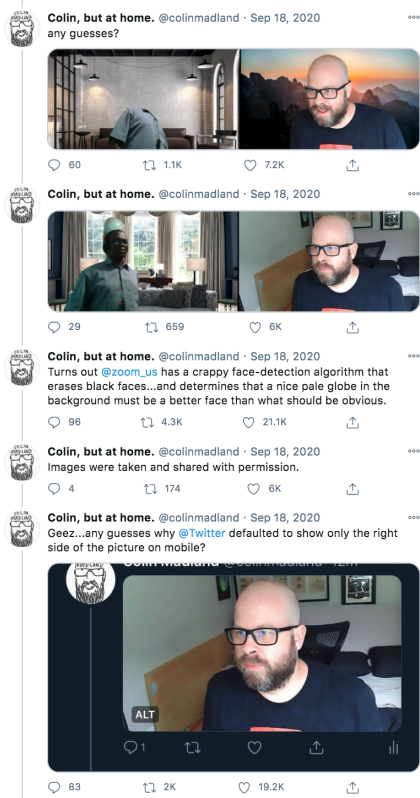 Colin, but at home. @colinmadland · Sep 18, 2020
any guesses?
60 1.1K 7.2K
Colin, but at home. @colinmadland · Sep 18, 2020
29 659 6K
Colin, but at home. @colinmadland · Sep 18, 2020
Turns out @zoom_us has a crappy face-detection algorithm that
erases black faces...and determines that a nice pale globe in the
background must be a better face than what should be obvious.
96 4.3K 21.1K
Colin, but at home. @colinmadland · Sep 18, 2020
Images were taken and shared with permission.
4 174 6K
Colin, but at home. @colinmadland · Sep 18, 2020
Geez...any guesses why @Twitter defaulted to show only the right
side of the picture on mobile?
Colin Madland @colinmadland · 12m
ALT
1
83 2K 19.2K